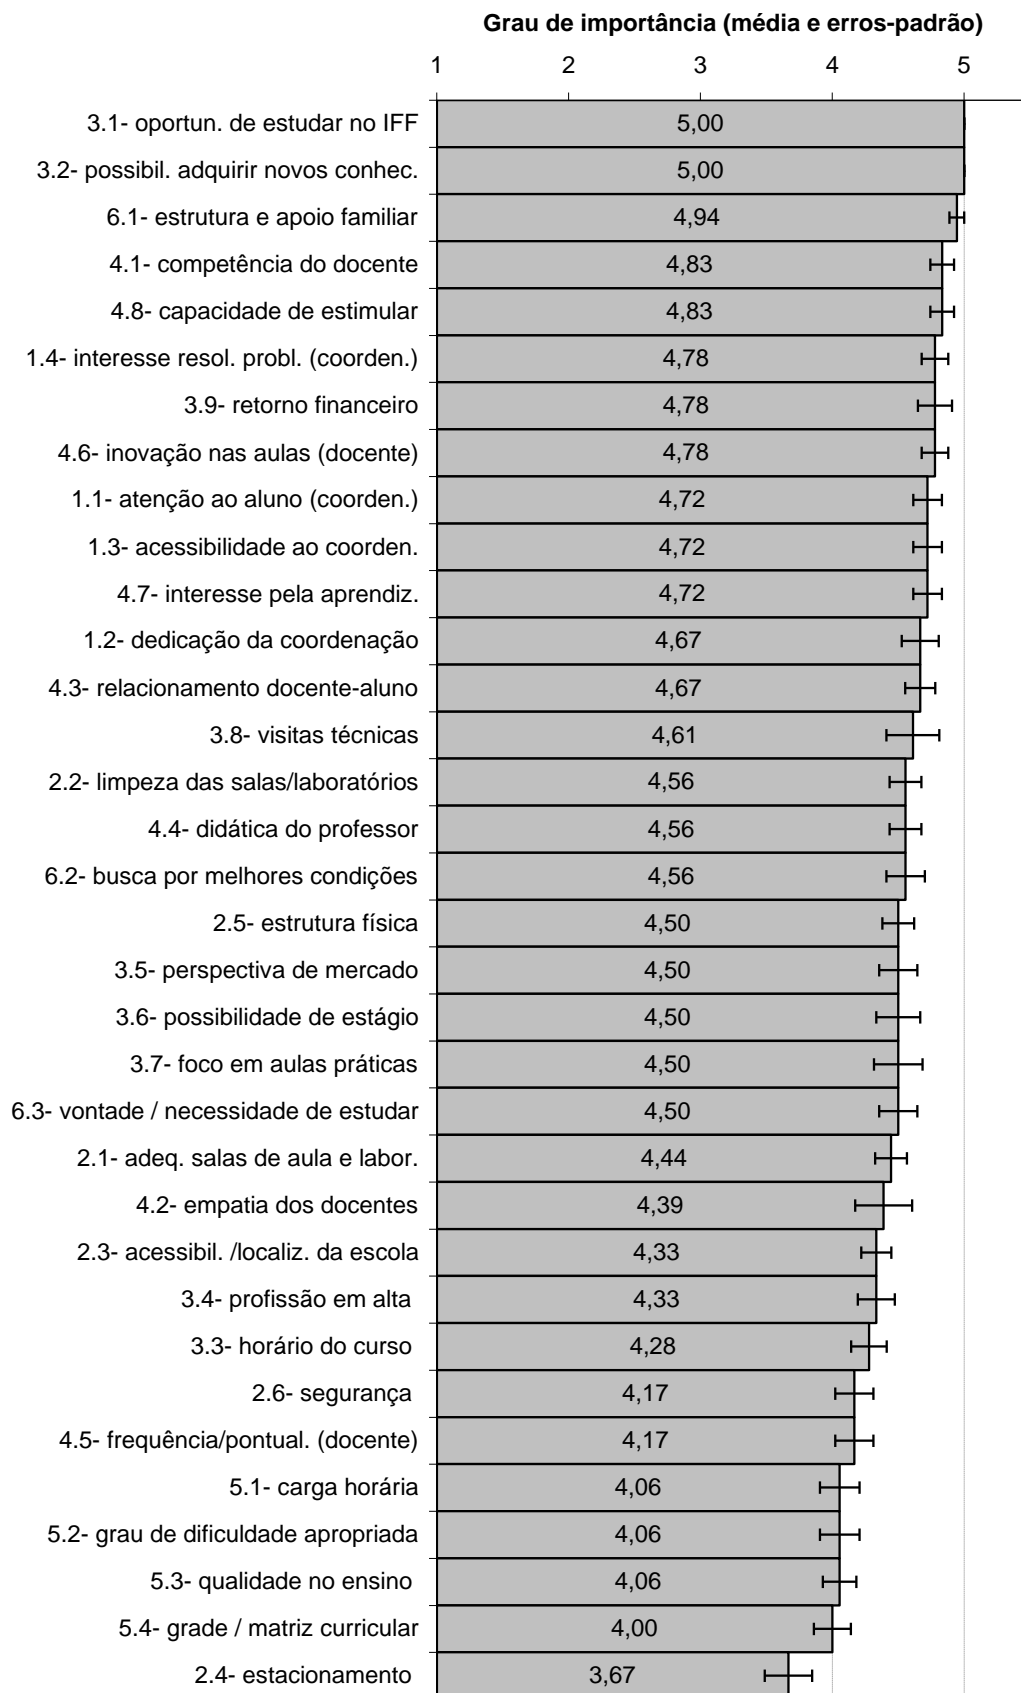 Grau de importância (média e erros-padrão)
1 2 3 4 5
3.1- oportun. de estudar no IFF 5,00
3.2- possibil. adquirir novos conhec. 5,00
6.1- estrutura e apoio familiar 4,94
4.1- competência do docente 4,83
4.8- capacidade de estimular 4,83
1.4- interesse resol. probl. (coorden.) 4,78
3.9- retorno financeiro 4,78
4.6- inovação nas aulas (docente) 4,78
1.1- atenção ao aluno (coorden.) 4,72
1.3- acessibilidade ao coorden. 4,72
4.7- interesse pela aprendiz. 4,72
1.2- dedicação da coordenação 4,67
4.3- relacionamento docente-aluno 4,67
3.8- visitas técnicas 4,61
2.2- limpeza das salas/laboratórios 4,56
4.4- didática do professor 4,56
6.2- busca por melhores condições 4,56
2.5- estrutura física 4,50
3.5- perspectiva de mercado 4,50
3.6- possibilidade de estágio 4,50
3.7- foco em aulas práticas 4,50
6.3- vontade / necessidade de estudar 4,50
2.1- adeq. salas de aula e labor. 4,44
4.2- empatia dos docentes 4,39
2.3- acessibil. /localiz. da escola 4,33
3.4- profissão em alta 4,33
3.3- horário do curso 4,28
2.6- segurança 4,17
4.5- frequência/pontual. (docente) 4,17
5.1- carga horária 4,06
5.2- grau de dificuldade apropriada 4,06
5.3- qualidade no ensino 4,06
5.4- grade / matriz curricular 4,00
2.4- estacionamento 3,67